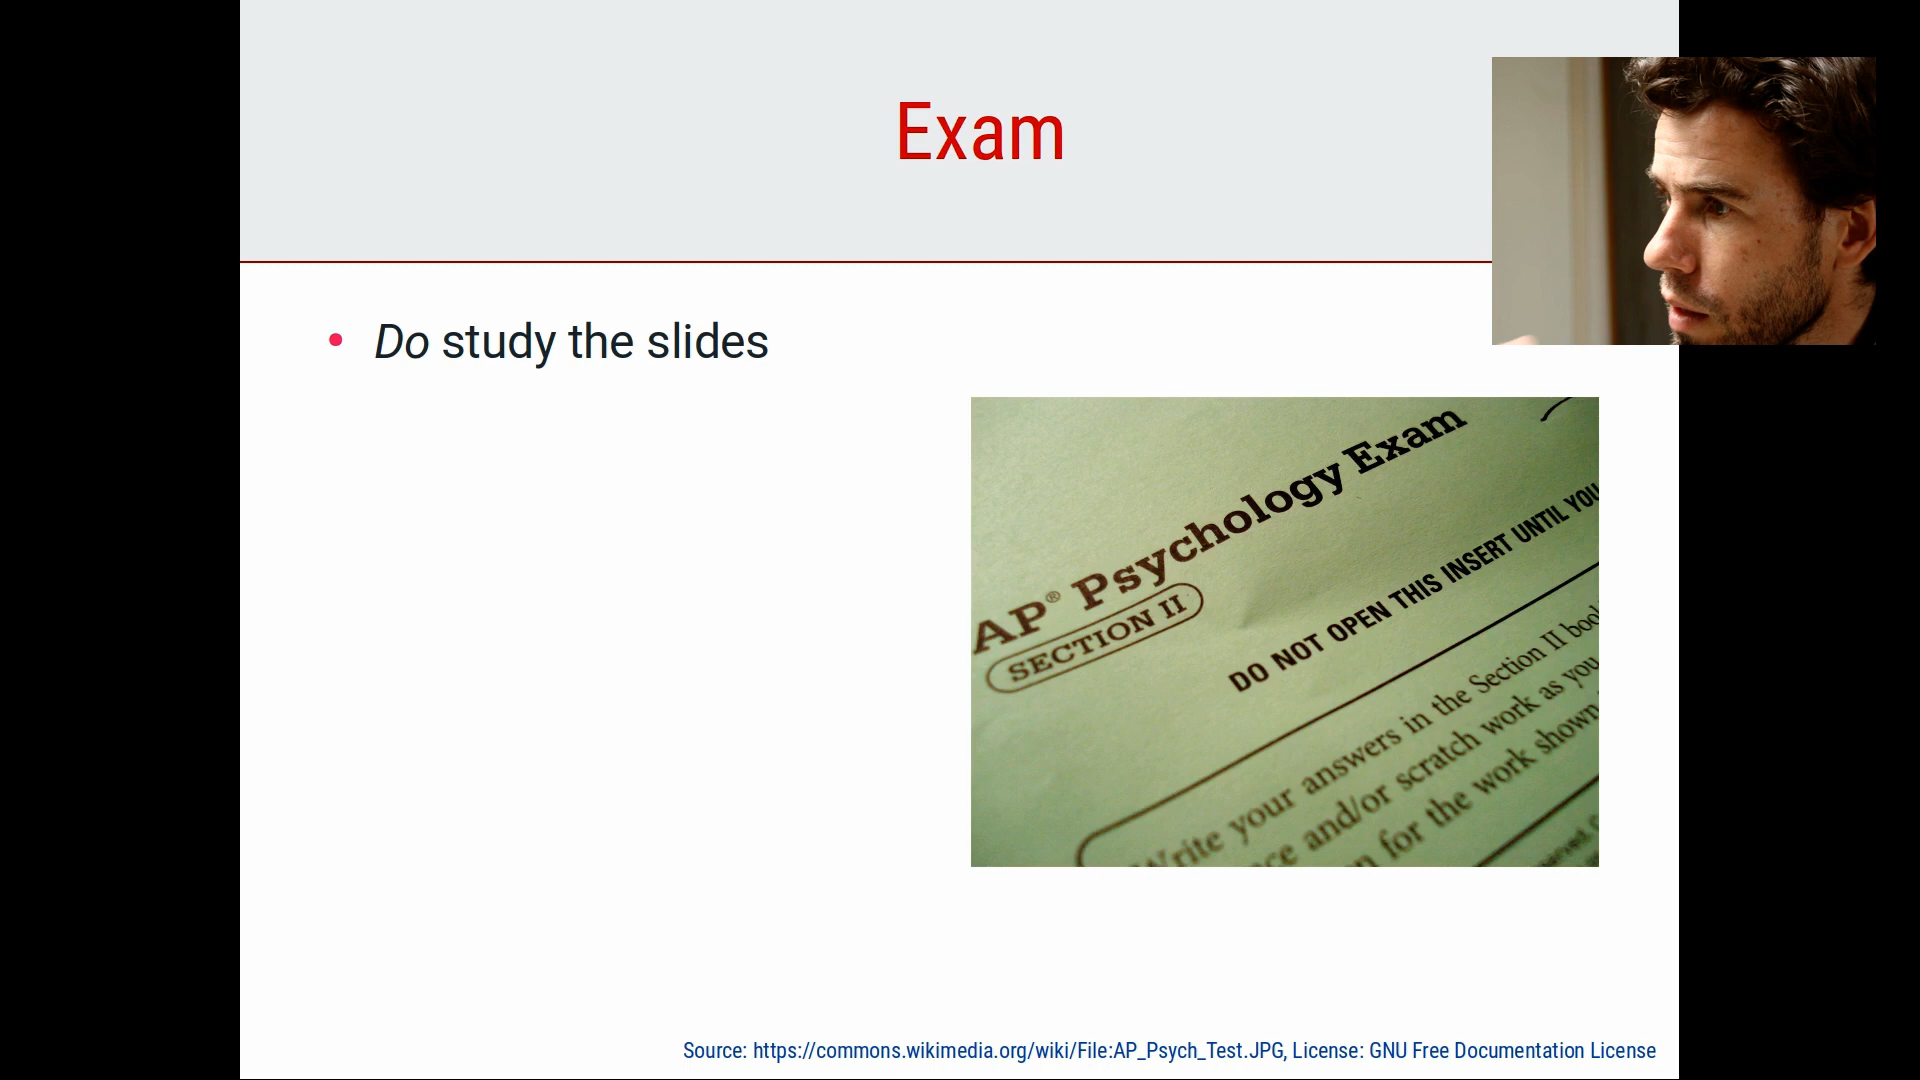 Exam
• Do study the slides
AP® Psychology Exam
SECTION II
DO NOT OPEN THIS INSERT UNTIL YOU
Write your answers in the Section II
and/or scratch work as you
for the work shown
Source: https://commons.wikimedia.org/wiki/File:AP_Psych_Test.JPG, License: GNU Free Documentation License